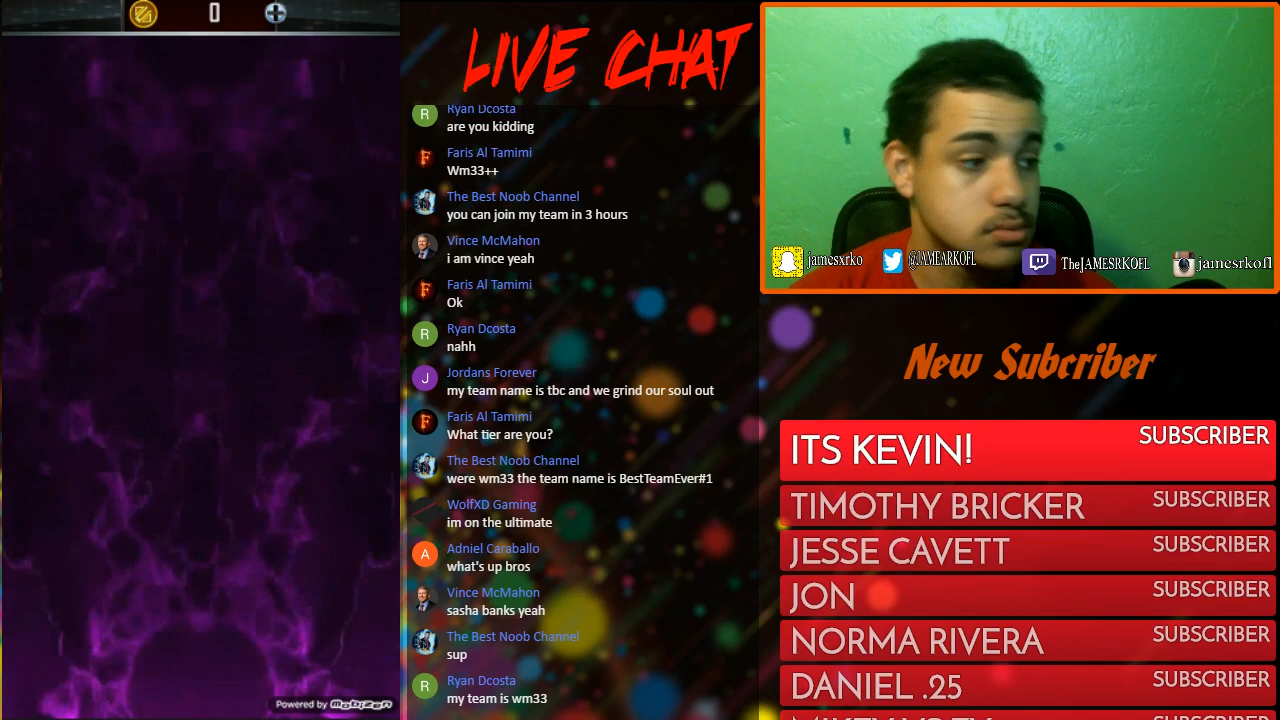 0
Powered by Mobizen
LIVE CHAT
Ryan Dcosta
are you kidding
Faris Al Tamimi
Wm33++
The Best Noob Channel
you can join my team in 3 hours
Vince McMahon
i am vince yeah
Faris Al Tamimi
Ok
R
Ryan Dcosta
nahh
J
Jordans Forever
my team name is tbc and we grind our soul out
Faris Al Tamimi
What tier are you?
The Best Noob Channel
were wm33 the team name is BestTeamEver#1
WolfXD Gaming
im on the ultimate
A
Adniel Caraballo
what's up bros
Vince McMahon
sasha banks yeah
The Best Noob Channel
sup
R
Ryan Dcosta
my team is wm33
jamesxrko
@JAMEARKOFL
TheJAMESRKOFL
jamesrkofl
New Subcriber
ITS KEVIN! SUBSCRIBER
TIMOTHY BRICKER SUBSCRIBER
JESSE CAVETT SUBSCRIBER
JON SUBSCRIBER
NORMA RIVERA SUBSCRIBER
DANIEL .25 SUBSCRIBER